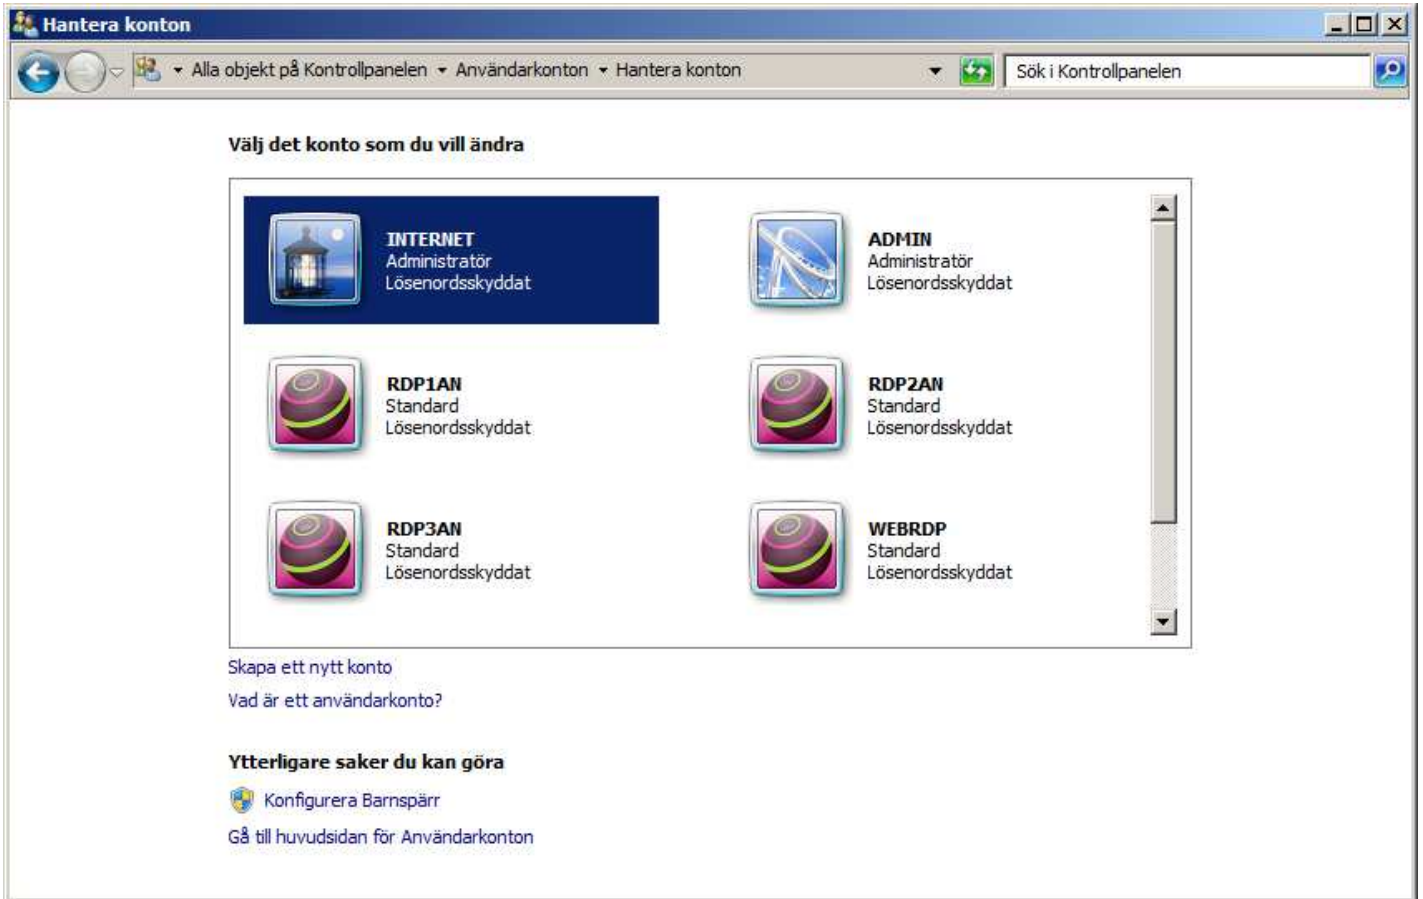 Hantera konton
Alla objekt på Kontrollpanelen Användarkonton Hantera konton
Sök i Kontrollpanelen
Välj det konto som du vill ändra
INTERNET
Administratör
Lösenordsskyddat
ADMIN
Administratör
Lösenordsskyddat
RDP1AN
Standard
Lösenordsskyddat
RDP2AN
Standard
Lösenordsskyddat
RDP3AN
Standard
Lösenordsskyddat
WEBRDP
Standard
Lösenordsskyddat
Skapa ett nytt konto
Vad är ett användarkonto?
Ytterligare saker du kan göra
Konfigurera Barnspärr
Gå till huvudsidan för Användarkonton